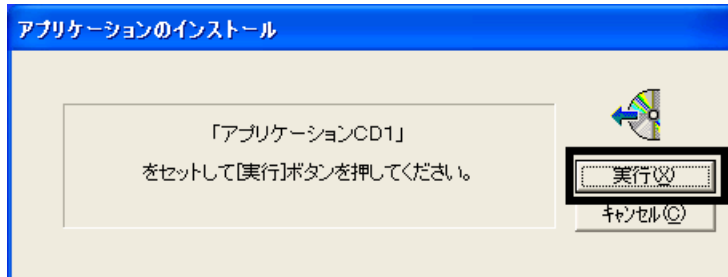 アプリケーションのインストール
「アプリケーションCD1」
をセットして[実行]ボタンを押してください。
実行(X)
キャンセル(C)